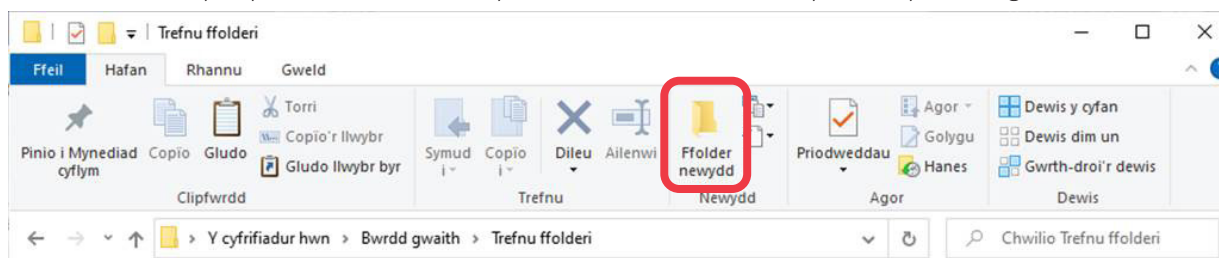 Trefnu ffolderi
Ffeil Hafan Rhannu Gweld
Pinio i Mynediad cyflym
Copïo
Gludo
Torri
Copïo'r llwybr
Gludo llwybr byr
Clipfwrdd
Symud i
Copïo i
Dileu
Ailenwi
Trefnu
Ffolder newydd
Newydd
Priodweddau
Agor
Golygu
Hanes
Agor
Dewis y cyfan
Dewis dim un
Gwrth-droi'r dewis
Dewis
Y cyfrifiadur hwn > Bwrdd gwaith > Trefnu ffolderi
Chwilio Trefnu ffolderi